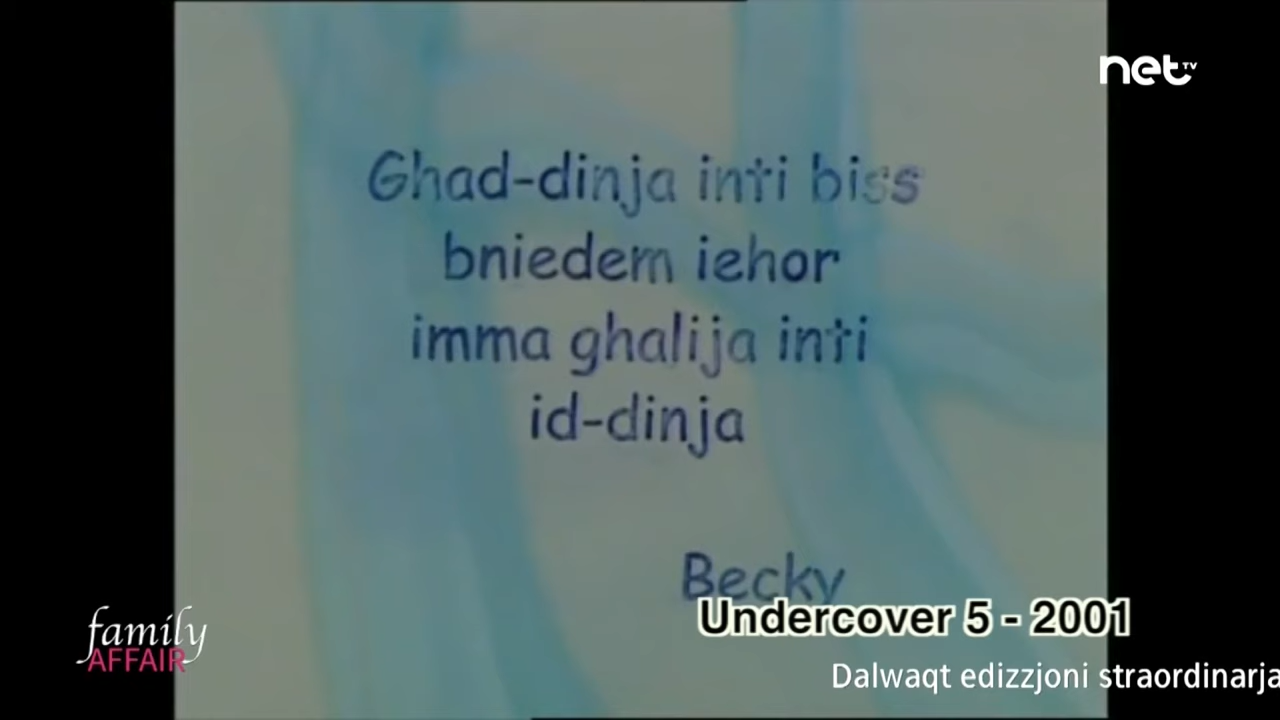 net TV
Ghad-dinja inti biss
bniedem iehor
imma ghalija inti
id-dinja
Becky
Undercover 5 - 2001
family
AFFAIR
Dalwaqt edizzjoni straordinarja